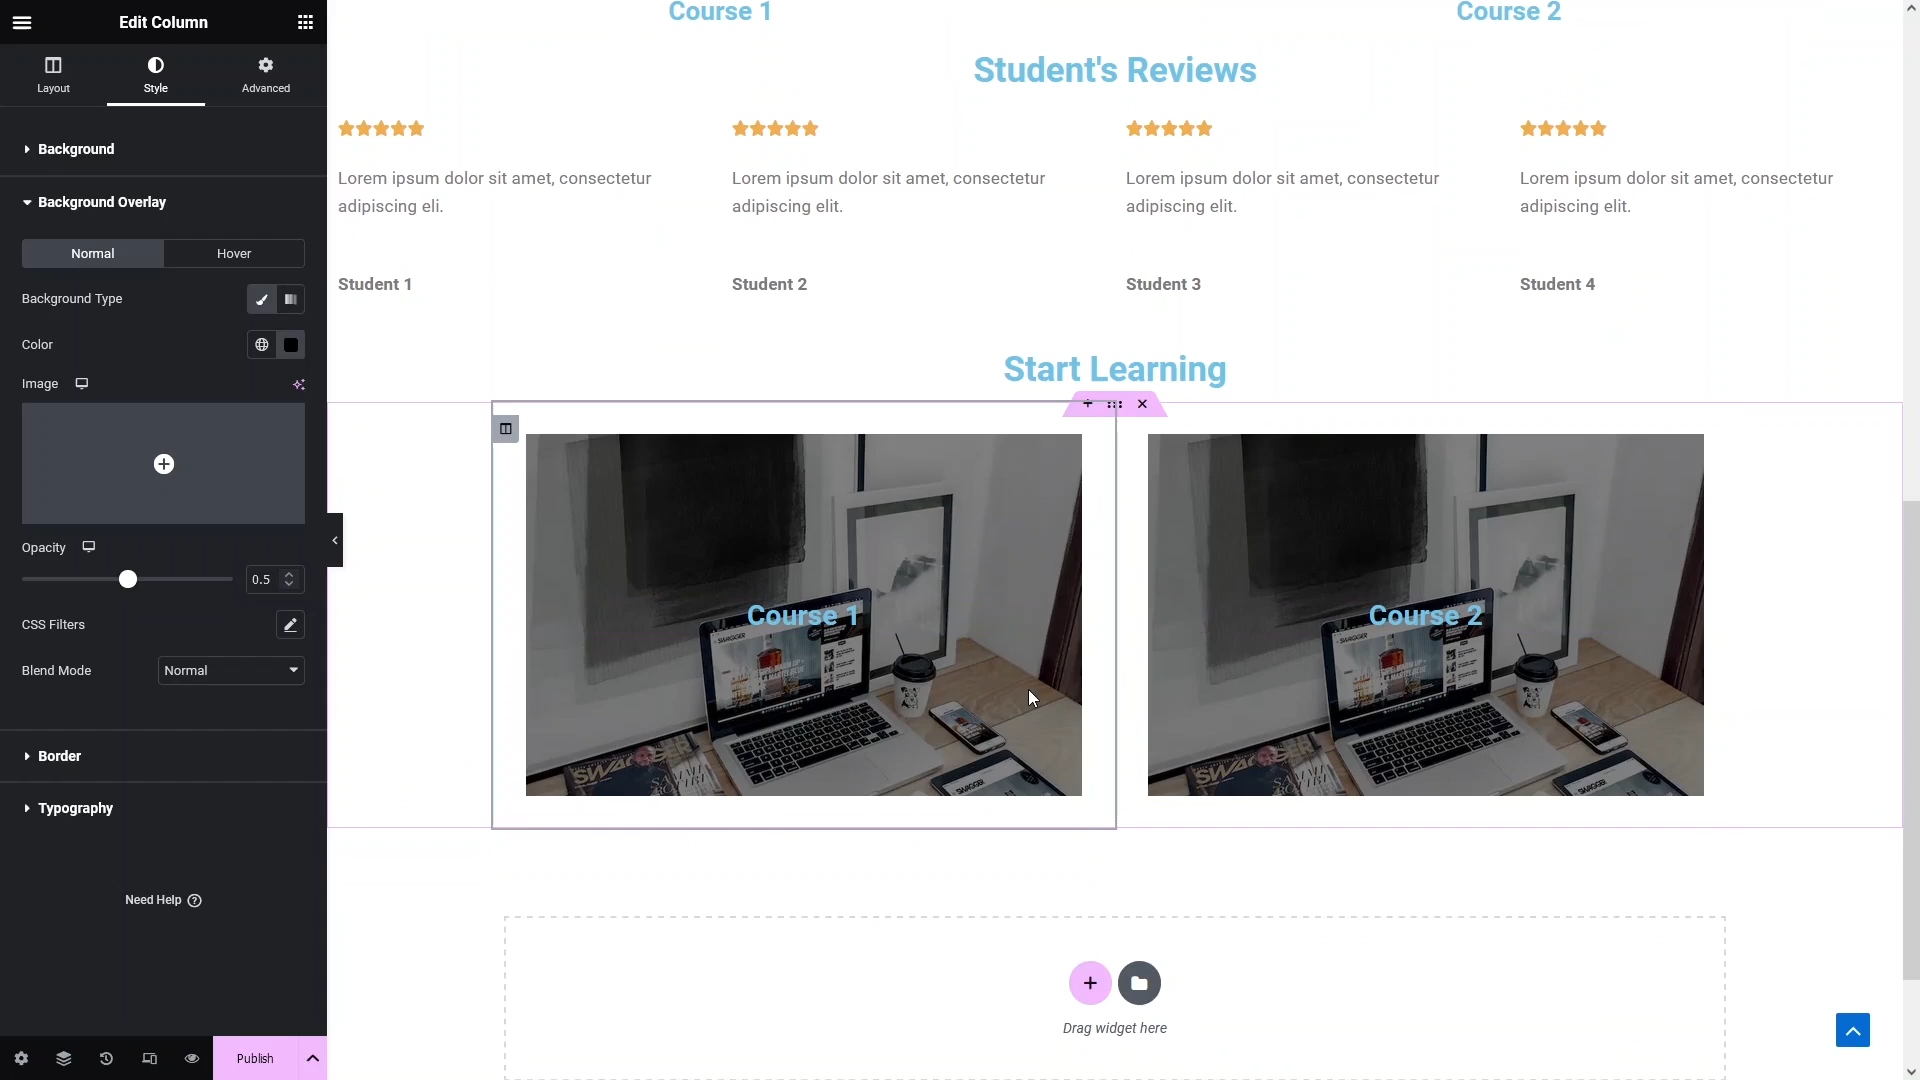 Edit Column
Layout
Style
Advanced
Background
Background Overlay
Normal
Hover
Background Type
Color
Image
Opacity
0.5
CSS Filters
Blend Mode
Normal
Border
Typography
Need Help
Publish
Course 1
Course 2
Student's Reviews
Lorem ipsum dolor sit amet, consectetur
adipiscing eli.
Student 1
Lorem ipsum dolor sit amet, consectetur
adipiscing elit.
Student 2
Lorem ipsum dolor sit amet, consectetur
adipiscing elit.
Student 3
Lorem ipsum dolor sit amet, consectetur
adipiscing elit.
Student 4
Start Learning
Course 1
SWAGGER
Course 2
SWAGGER
Drag widget here